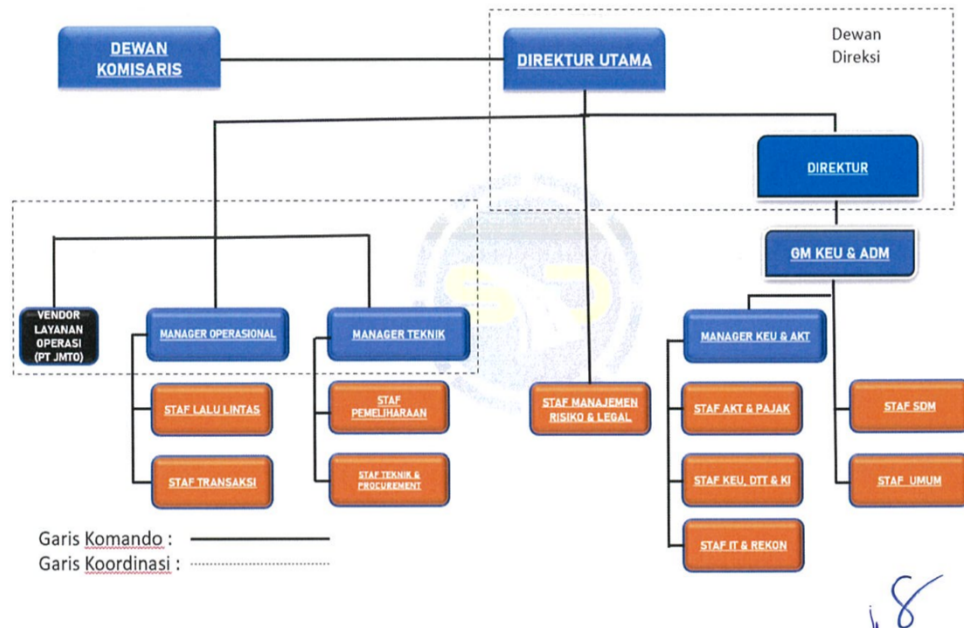 DEWAN
KOMISARIS
DIREKTUR UTAMA
Dewan
Direksi
DIREKTUR
GM KEU & ADM
VENDOR
LAYANAN
OPERASI
(PT JMTO)
MANAGER OPERASIONAL
MANAGER TEKNIK
MANAGER KEU & AKT
STAF LALU LINTAS
STAF
PEMELIHARAAN
STAF MANAJEMEN
RISIKO & LEGAL
STAF AKT & PAJAK
STAF SDM
STAF TRANSAKSI
STAF TEKNIK &
PROCUREMENT
STAF KEU, DTT & KI
STAF UMUM
STAF IT & REKON
Garis Komando :
Garis Koordinasi :